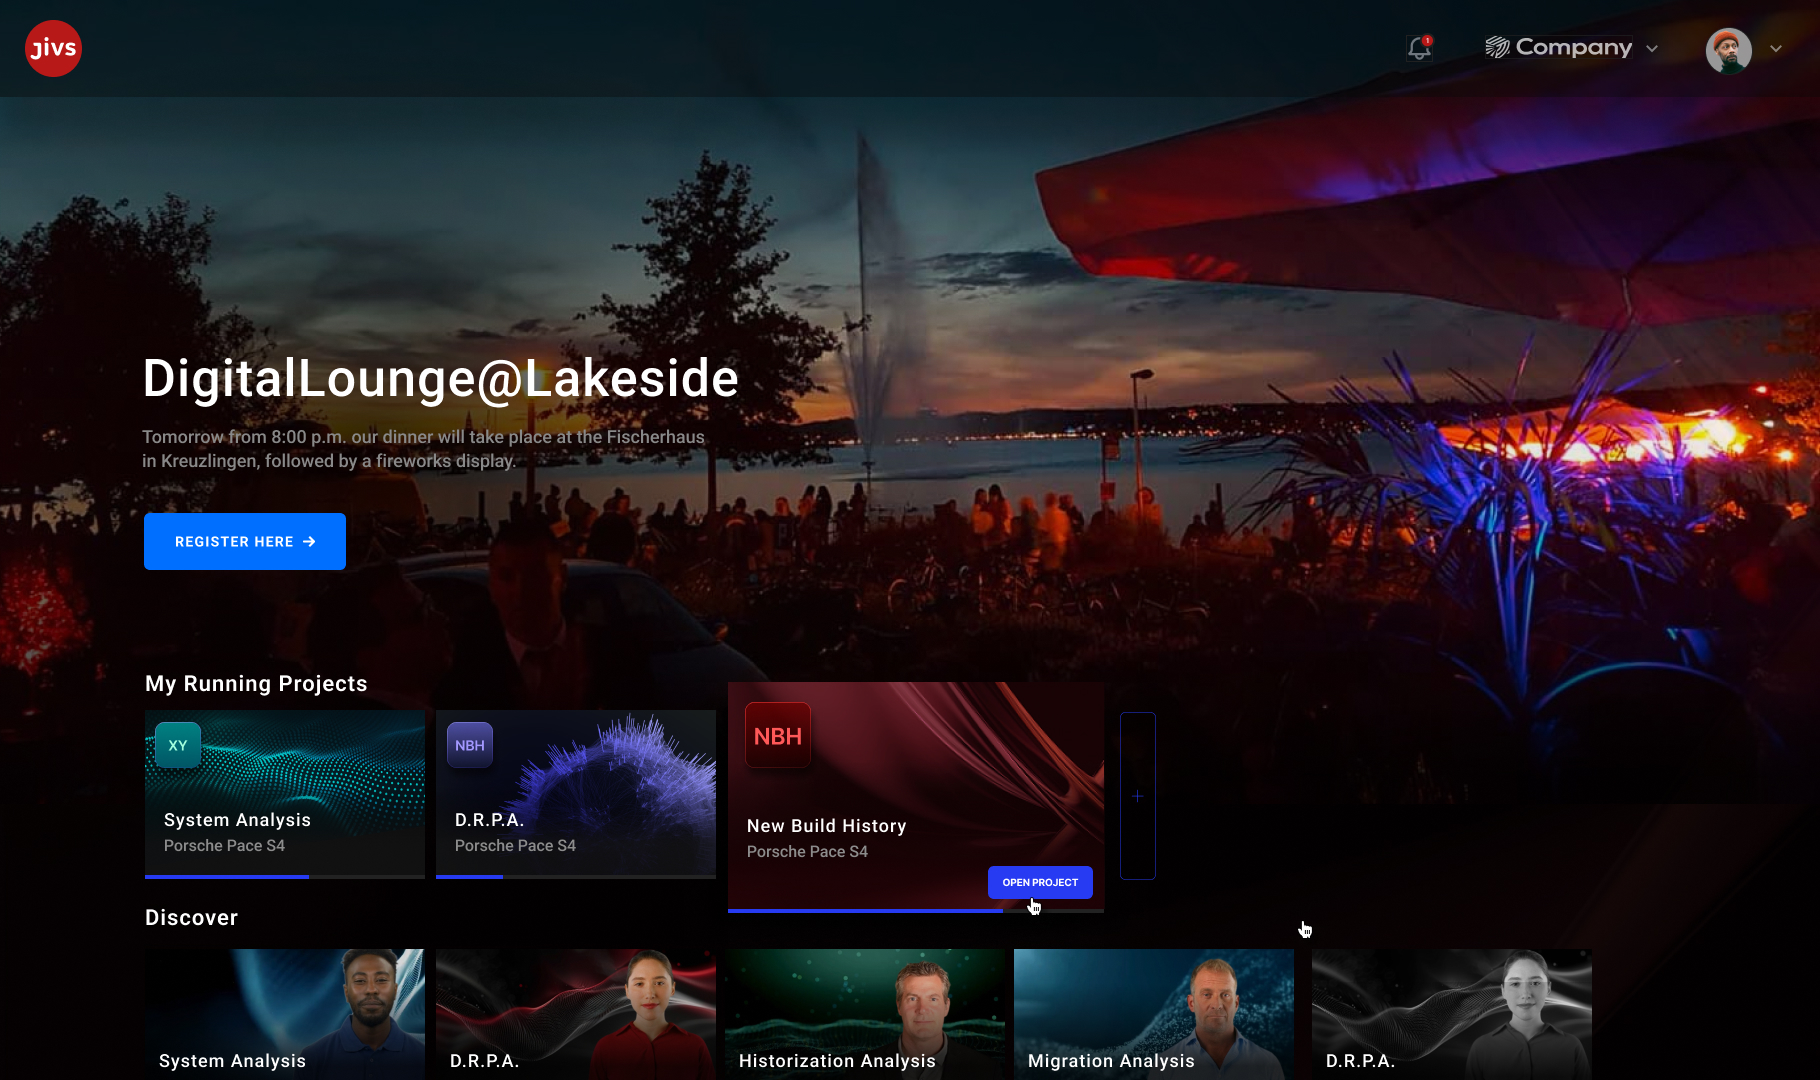 jivs
1
Company
DigitalLounge@Lakeside
Tomorrow from 8:00 p.m. our dinner will take place at the Fischerhaus
in Kreuzlingen, followed by a fireworks display.
REGISTER HERE →
My Running Projects
XY
System Analysis
Porsche Pace S4
NBH
D.R.P.A.
Porsche Pace S4
NBH
New Build History
Porsche Pace S4
OPEN PROJECT
+
Discover
System Analysis
D.R.P.A.
Historization Analysis
Migration Analysis
D.R.P.A.